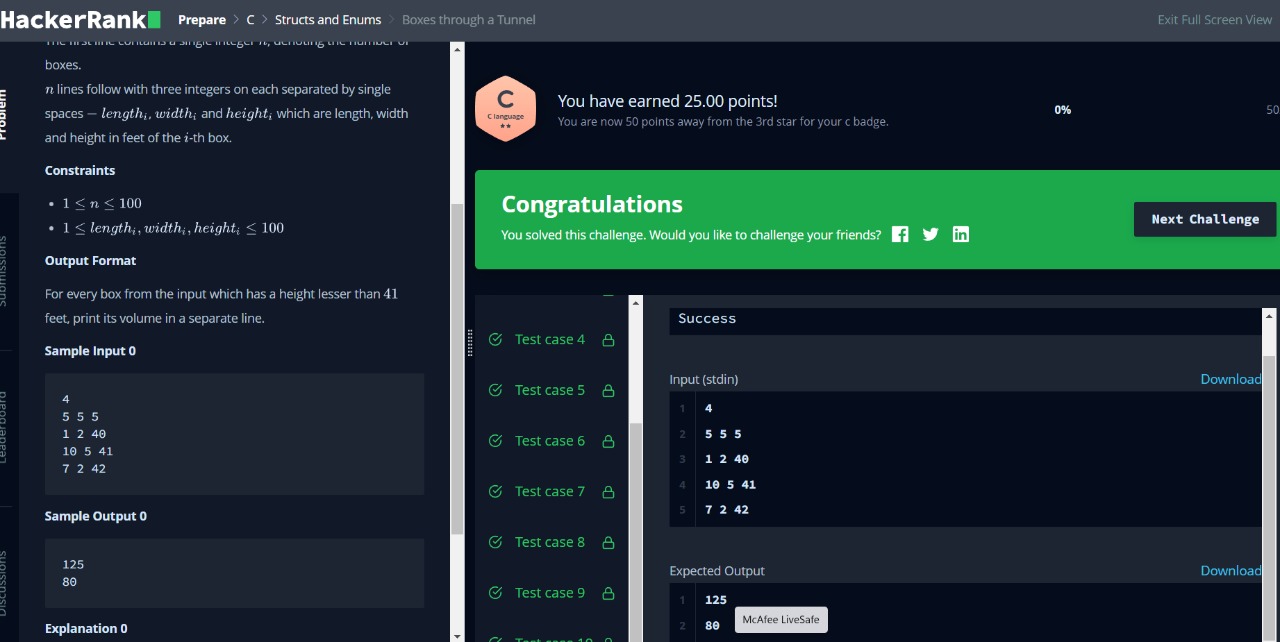 HackerRank Prepare > C > Structs and Enums > Boxes through a Tunnel Exit Full Screen View
Problem
Submissions
Leaderboard
Discussions
The first line contains a single integer n, denoting the number of
boxes.
n lines follow with three integers on each separated by single
spaces – length_i, width_i and height_i which are length, width
and height in feet of the i-th box.
Constraints
• 1 ≤ n ≤ 100
• 1 ≤ length_i, width_i, height_i ≤ 100
Output Format
For every box from the input which has a height lesser than 41
feet, print its volume in a separate line.
Sample Input 0
4
5 5 5
1 2 40
10 5 41
7 2 42
Sample Output 0
125
80
Explanation 0
C
C language
★★
You have earned 25.00 points!
You are now 50 points away from the 3rd star for your c badge.
0%
50
Congratulations
You solved this challenge. Would you like to challenge your friends?
Next Challenge
Test case 4
Test case 5
Test case 6
Test case 7
Test case 8
Test case 9
Test case 10
Success
Input (stdin) Download
1 4
2 5 5 5
3 1 2 40
4 10 5 41
5 7 2 42
Expected Output Download
1 125
2 80
McAfee LiveSafe